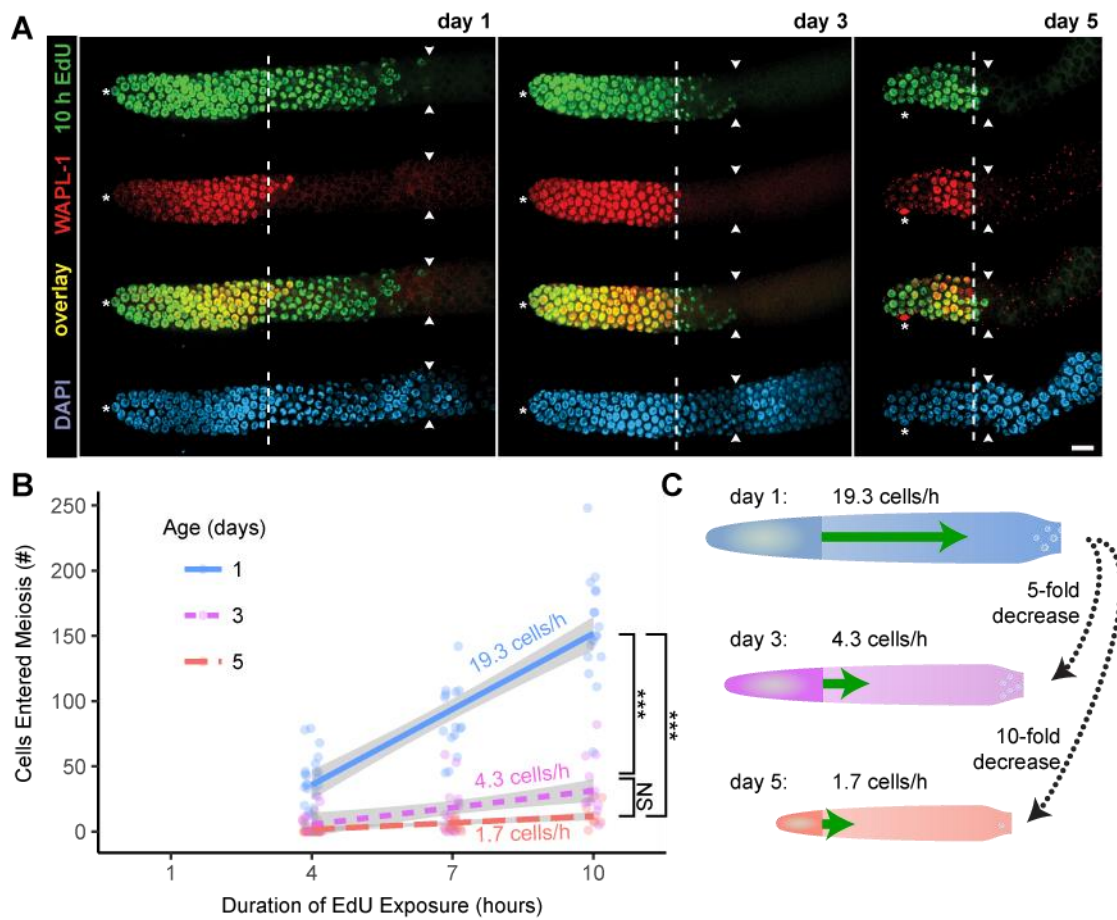 A
day 1
day 3
day 5
10 h EdU
WAPL-1
overlay
DAPI
*
*
*
*
*
*
*
*
*
*
*
*
B
Cells Entered Meiosis (#)
250
200
150
100
50
0
Age (days)
1
3
5
19.3 cells/h
4.3 cells/h
1.7 cells/h
***
***
NS
1
4
7
10
Duration of EdU Exposure (hours)
C
day 1: 19.3 cells/h
5-fold
decrease
day 3: 4.3 cells/h
10-fold
decrease
day 5: 1.7 cells/h